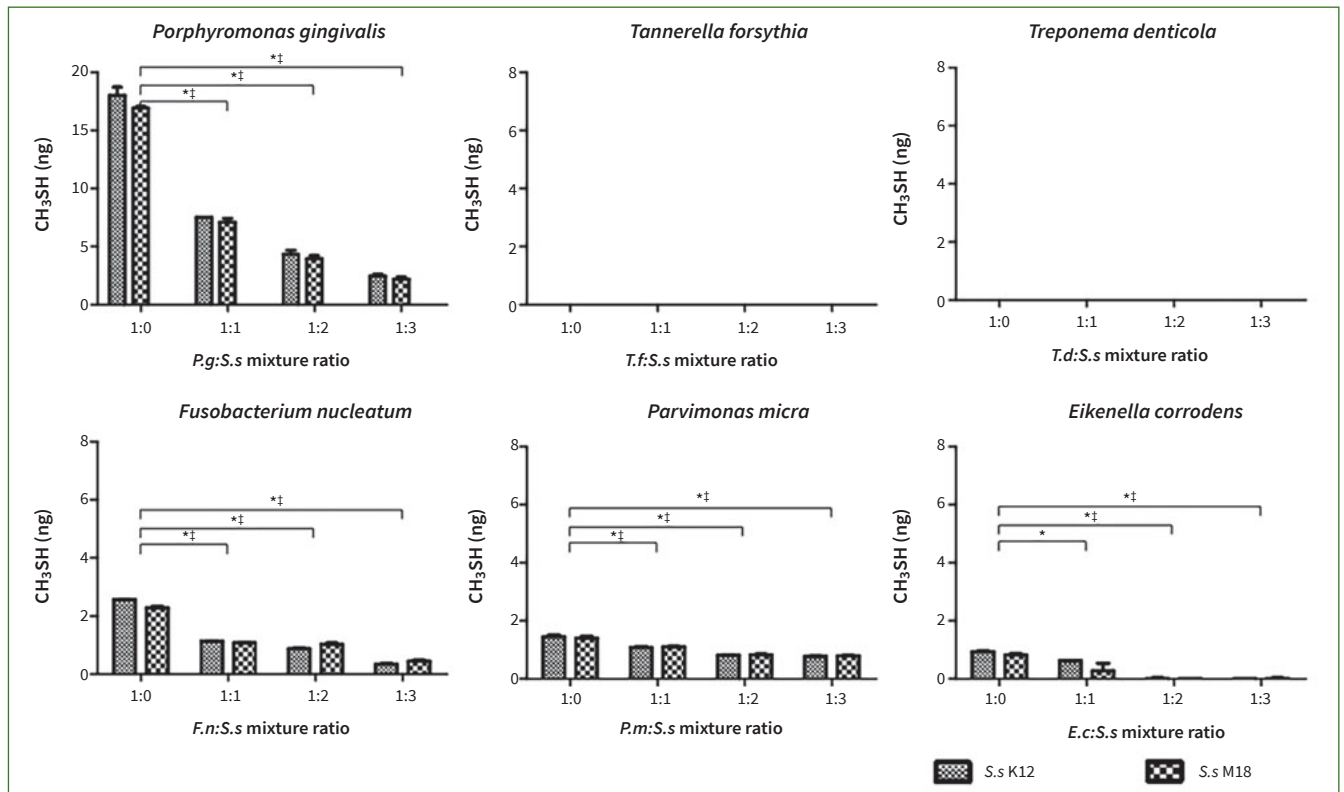 Porphyromonas gingivalis
CH₃SH (ng)
20
15
10
5
0
*‡
*‡
*‡
1:0 1:1 1:2 1:3
P.g:S.s mixture ratio
Tannerella forsythia
CH₃SH (ng)
8
6
4
2
0
1:0 1:1 1:2 1:3
T.f:S.s mixture ratio
Treponema denticola
CH₃SH (ng)
8
6
4
2
0
1:0 1:1 1:2 1:3
T.d:S.s mixture ratio
Fusobacterium nucleatum
CH₃SH (ng)
8
6
4
2
0
*‡
*‡
*‡
1:0 1:1 1:2 1:3
F.n:S.s mixture ratio
Parvimonas micra
CH₃SH (ng)
8
6
4
2
0
*‡
*‡
*‡
1:0 1:1 1:2 1:3
P.m:S.s mixture ratio
Eikenella corrodens
CH₃SH (ng)
8
6
4
2
0
*‡
*‡
*
1:0 1:1 1:2 1:3
E.c:S.s mixture ratio
S.s K12 S.s M18